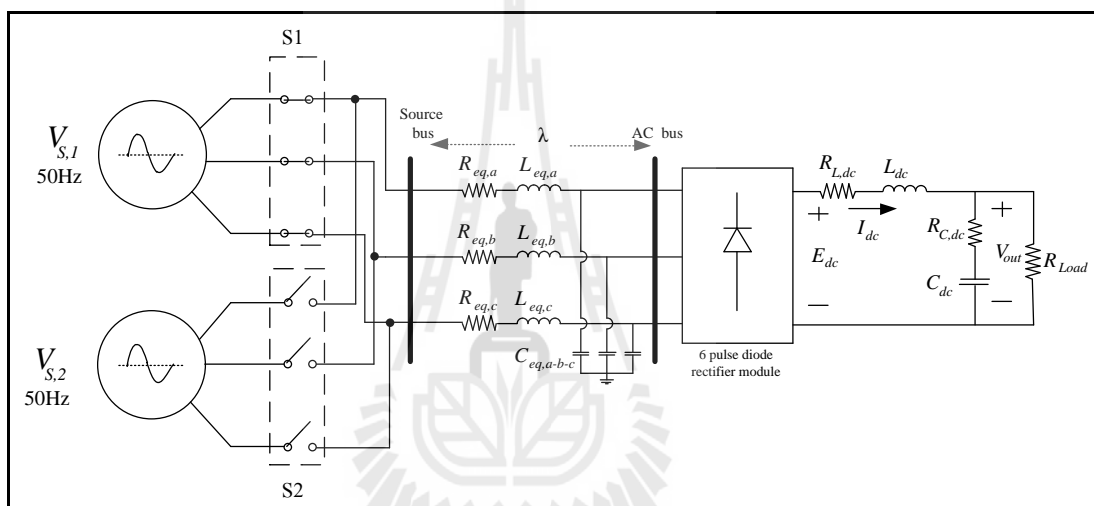 S1
V_{S,1}
50Hz
V_{S,2}
50Hz
S2
Source
bus
λ
AC bus
R_{eq,a}
L_{eq,a}
R_{eq,b}
L_{eq,b}
R_{eq,c}
L_{eq,c}
C_{eq,a-b-c}
6 pulse diode
rectifier module
R_{L,dc}
L_{dc}
+
I_{dc}
E_{dc}
−
R_{C,dc}
C_{dc}
+
V_{out}
−
R_{Load}